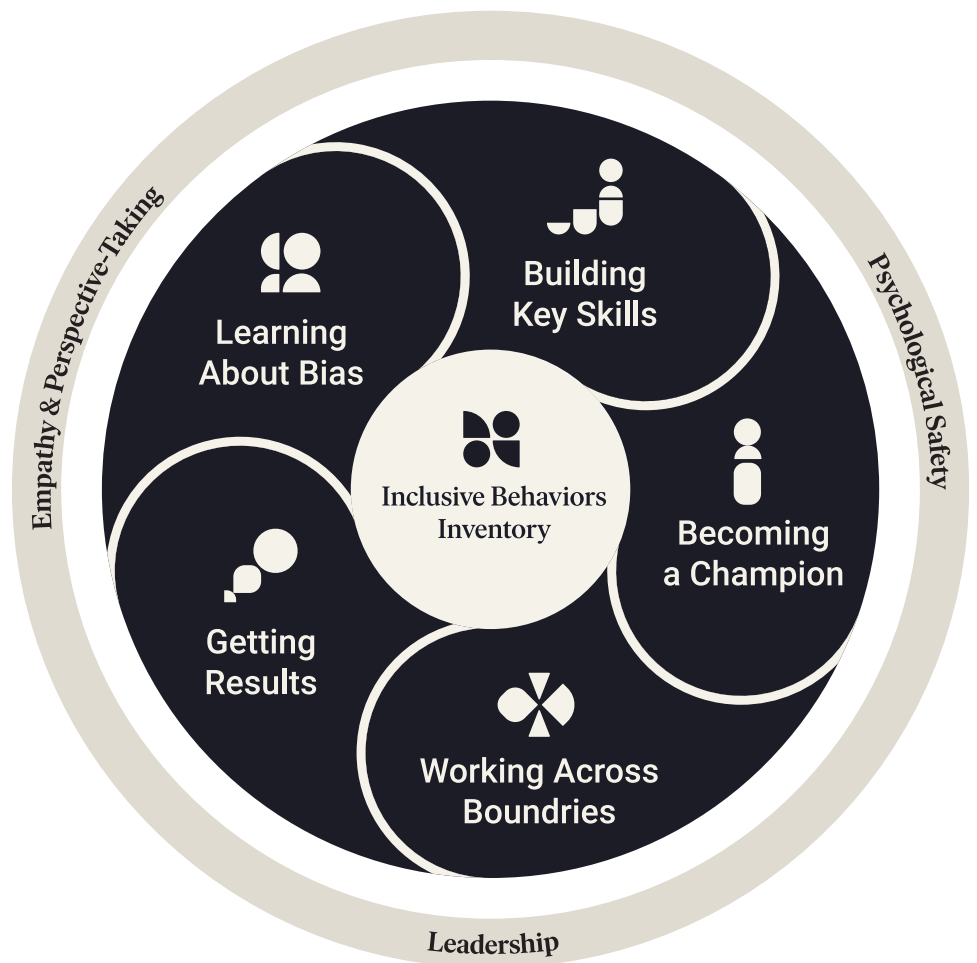 Empathy & Perspective-Taking
Psychological Safety
Leadership
Learning
About Bias
Building
Key Skills
Becoming
a Champion
Working Across
Boundries
Getting
Results
Inclusive Behaviors
Inventory